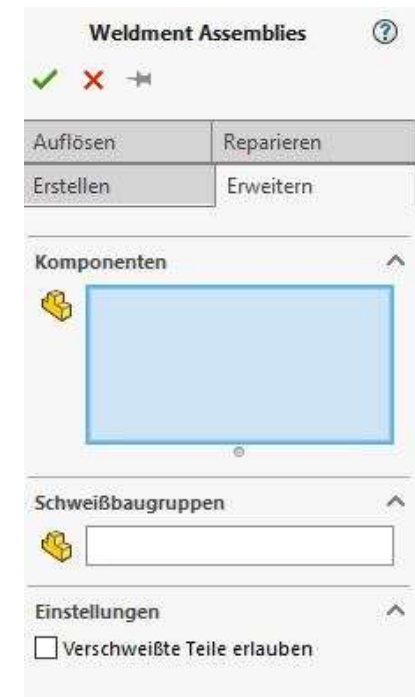 Weldment Assemblies
Auflösen Reparieren
Erstellen Erweitern
Komponenten
Schweißbaugruppen
Einstellungen
Verschweißte Teile erlauben